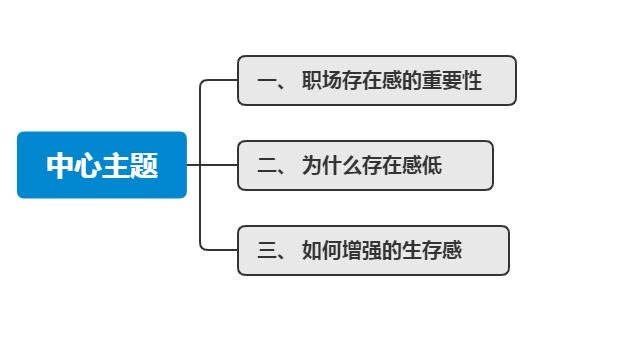 一、 职场存在感的重要性
中心主题
二、 为什么存在感低
三、 如何增强的生存感